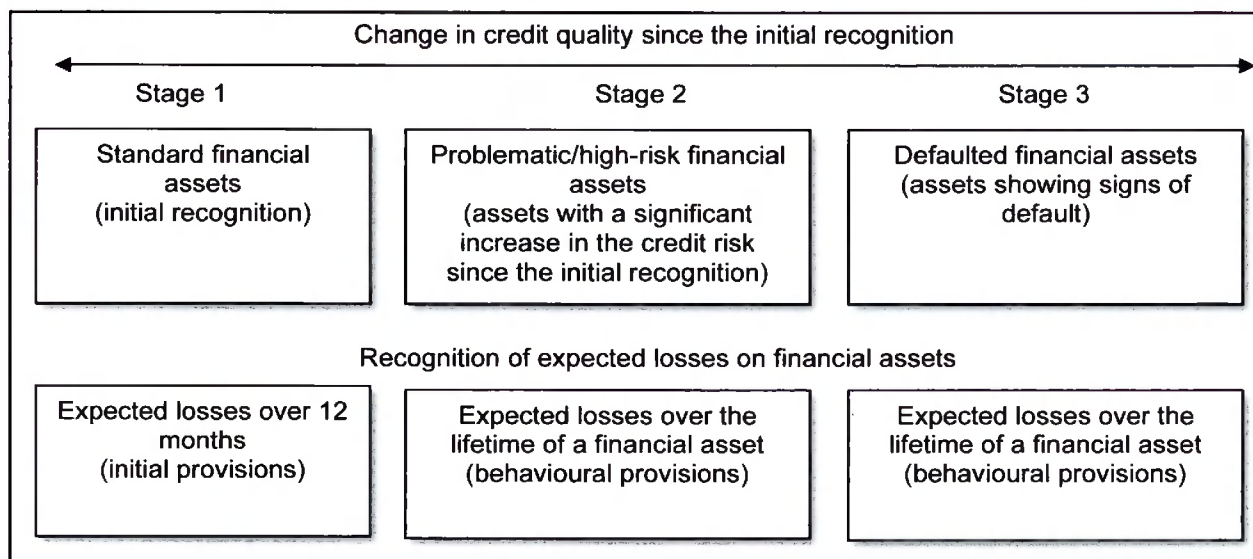 Change in credit quality since the initial recognition
Stage 1
Stage 2
Stage 3
Standard financial
assets
(initial recognition)
Problematic/high-risk financial
assets
(assets with a significant
increase in the credit risk
since the initial recognition)
Defaulted financial assets
(assets showing signs of
default)
Recognition of expected losses on financial assets
Expected losses over 12
months
(initial provisions)
Expected losses over the
lifetime of a financial asset
(behavioural provisions)
Expected losses over the
lifetime of a financial asset
(behavioural provisions)